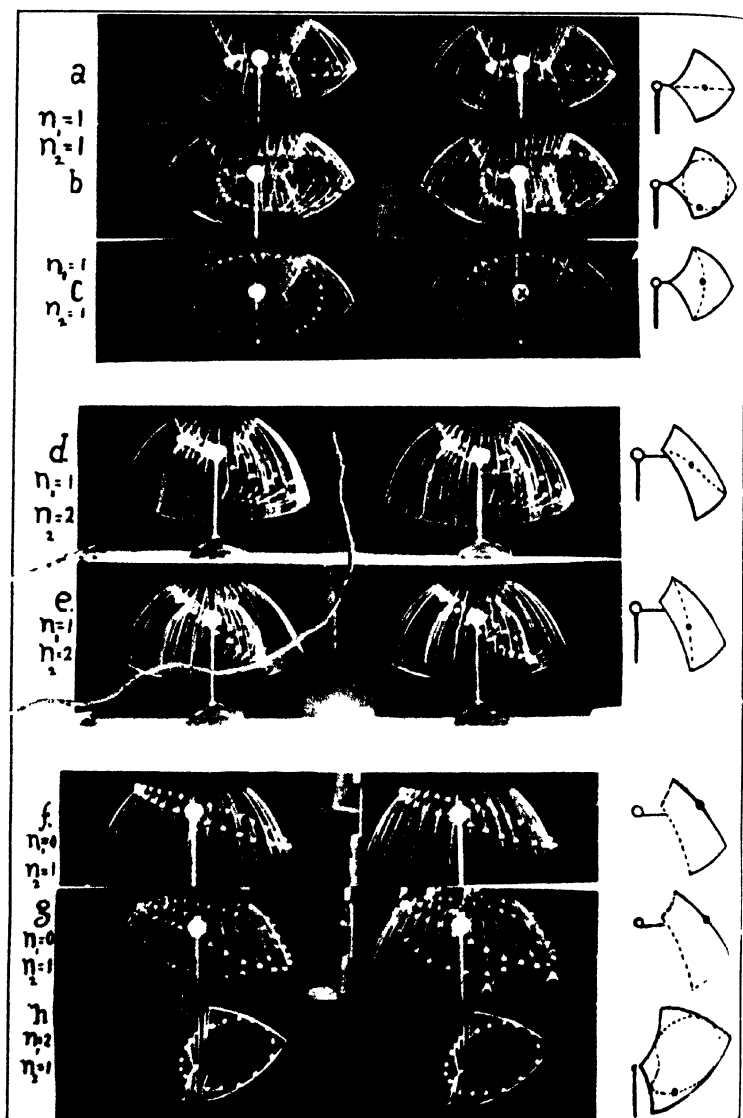 a
n₁=1
n₂=1
b
n₁=1
c
n₂=1
d
n₁=1
n₂=2
e.
n₁=1
n₂=2
f.
n₁=0
n₂=1
g
n₁=0
n₂=1
h
n₁=2
n₂=1